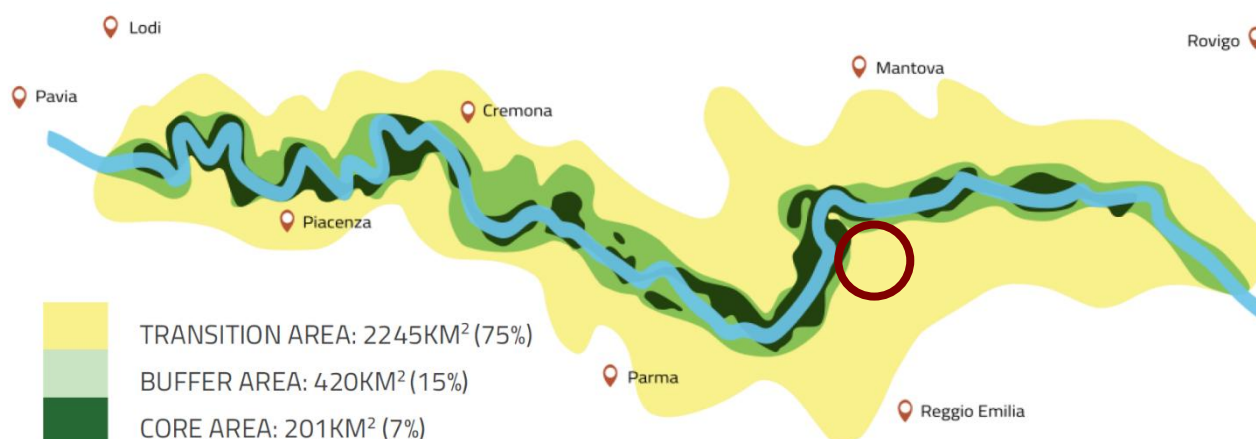 Lodi
Rovigo
Mantova
Pavia
Cremona
Piacenza
TRANSITION AREA: 2245KM² (75%)
BUFFER AREA: 420KM² (15%)
Parma
CORE AREA: 201KM² (7%)
Reggio Emilia